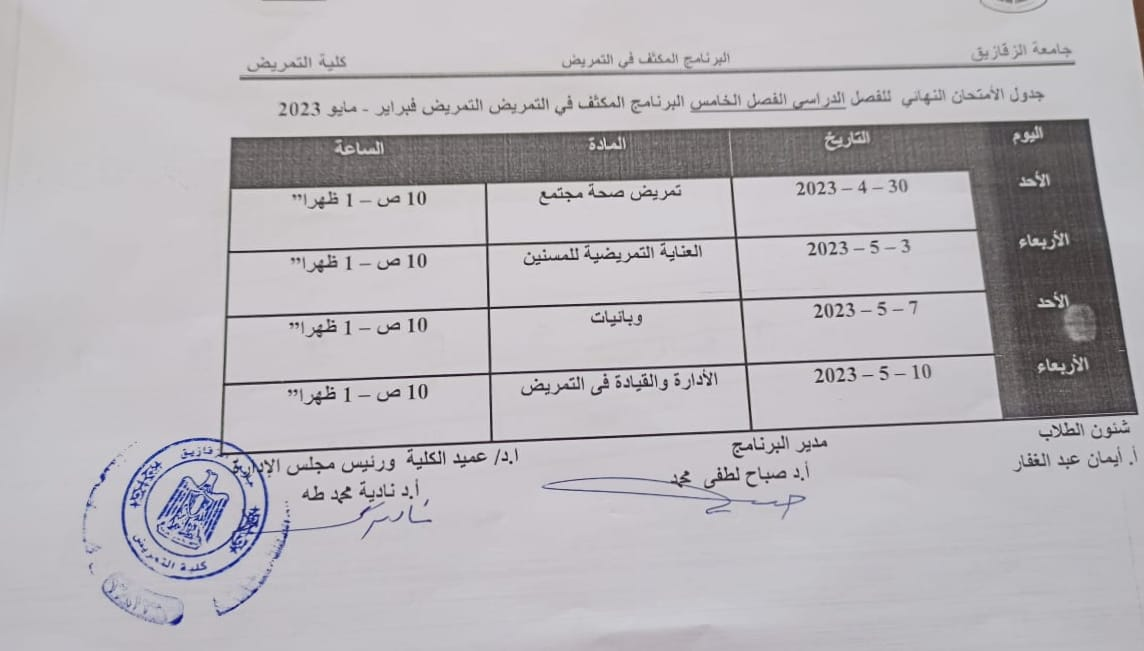 جامعة الزقازيق البرنامج المكثف في التمريض كلية التمريض
جدول الأمتحان النهائي للفصل الدراسي الفصل الخامس البرنامج المكثف في التمريض التمريض فبراير - مايو 2023
اليوم التاريخ المادة الساعة
الأحد 30 – 4 – 2023 تمريض صحة مجتمع 10 ص – 1 ظهرا"
الأربعاء 3 – 5 – 2023 العناية التمريضية للمسنين 10 ص – 1 ظهرا"
الأحد 7 – 5 – 2023 وبائيات 10 ص – 1 ظهرا"
الأربعاء 10 – 5 – 2023 الأدارة والقيادة فى التمريض 10 ص – 1 ظهرا"
شئون الطلاب مدير البرنامج ا.د/ عميد الكلية ورئيس مجلس الإدارة
أ. أيمان عبد الغفار أ.د صباح لطفى محمد أ.د نادية محمد طه
كلية التمريض